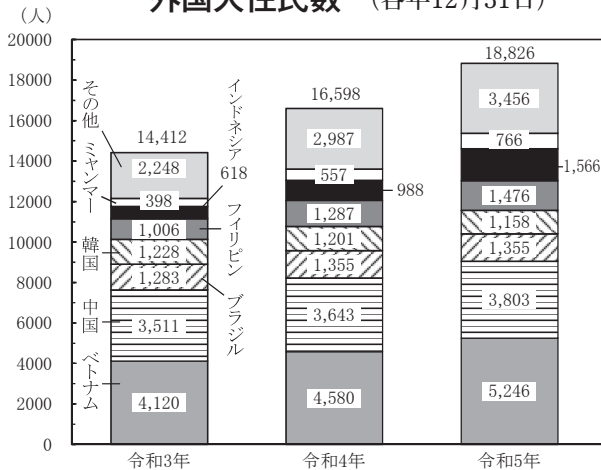 外国人住民数 (各年12月31日)
(人)
20000
18000
16000
14000
12000
10000
8000
6000
4000
2000
0
その他
ミャンマー
韓国
中国
ベトナム
インドネシア
フィリピン
ブラジル
14,412
2,248
398
618
1,006
1,228
1,283
3,511
4,120
16,598
2,987
557
988
1,287
1,201
1,355
3,643
4,580
18,826
3,456
766
1,566
1,476
1,158
1,355
3,803
5,246
令和3年
令和4年
令和5年